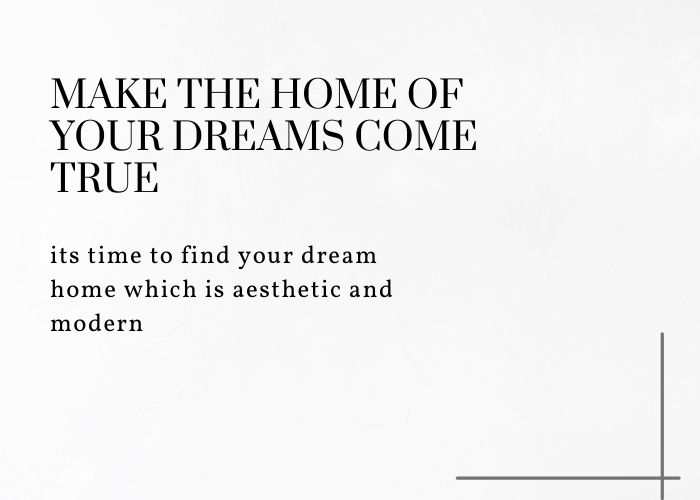 MAKE THE HOME OF
YOUR DREAMS COME
TRUE
its time to find your dream
home which is aesthetic and
modern